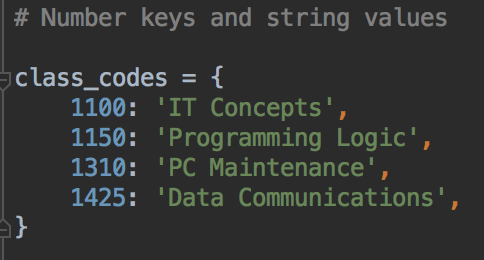 # Number keys and string values
class_codes = {
    1100: 'IT Concepts',
    1150: 'Programming Logic',
    1310: 'PC Maintenance',
    1425: 'Data Communications',
}